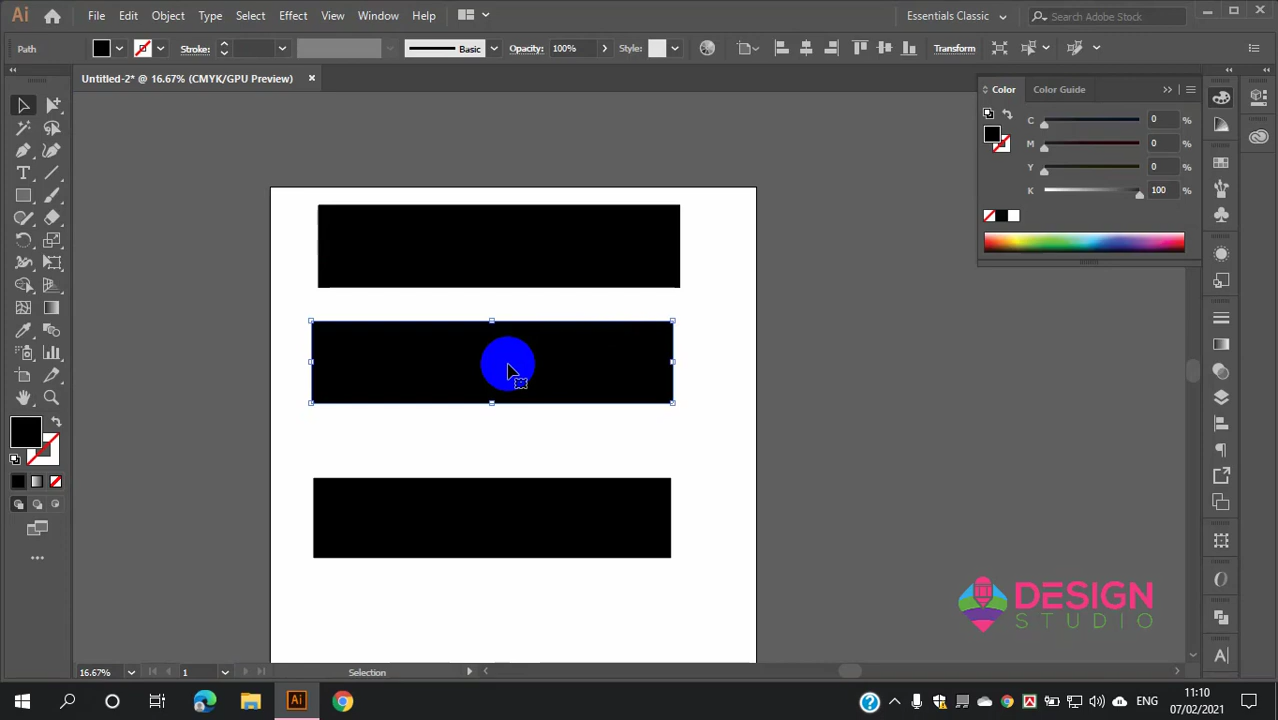 Ai File Edit Object Type Select Effect View Window Help Essentials Classic Search Adobe Stock
Path Stroke: Basic Opacity: 100% Style: Transform
Untitled-2* @ 16.67% (CMYK/GPU Preview)
Color Color Guide
C 0 %
M 0 %
Y 0 %
K 100 %
DESIGN
STUDIO
16.67% 1 Selection
Ai ENG 11:10
07/02/2021